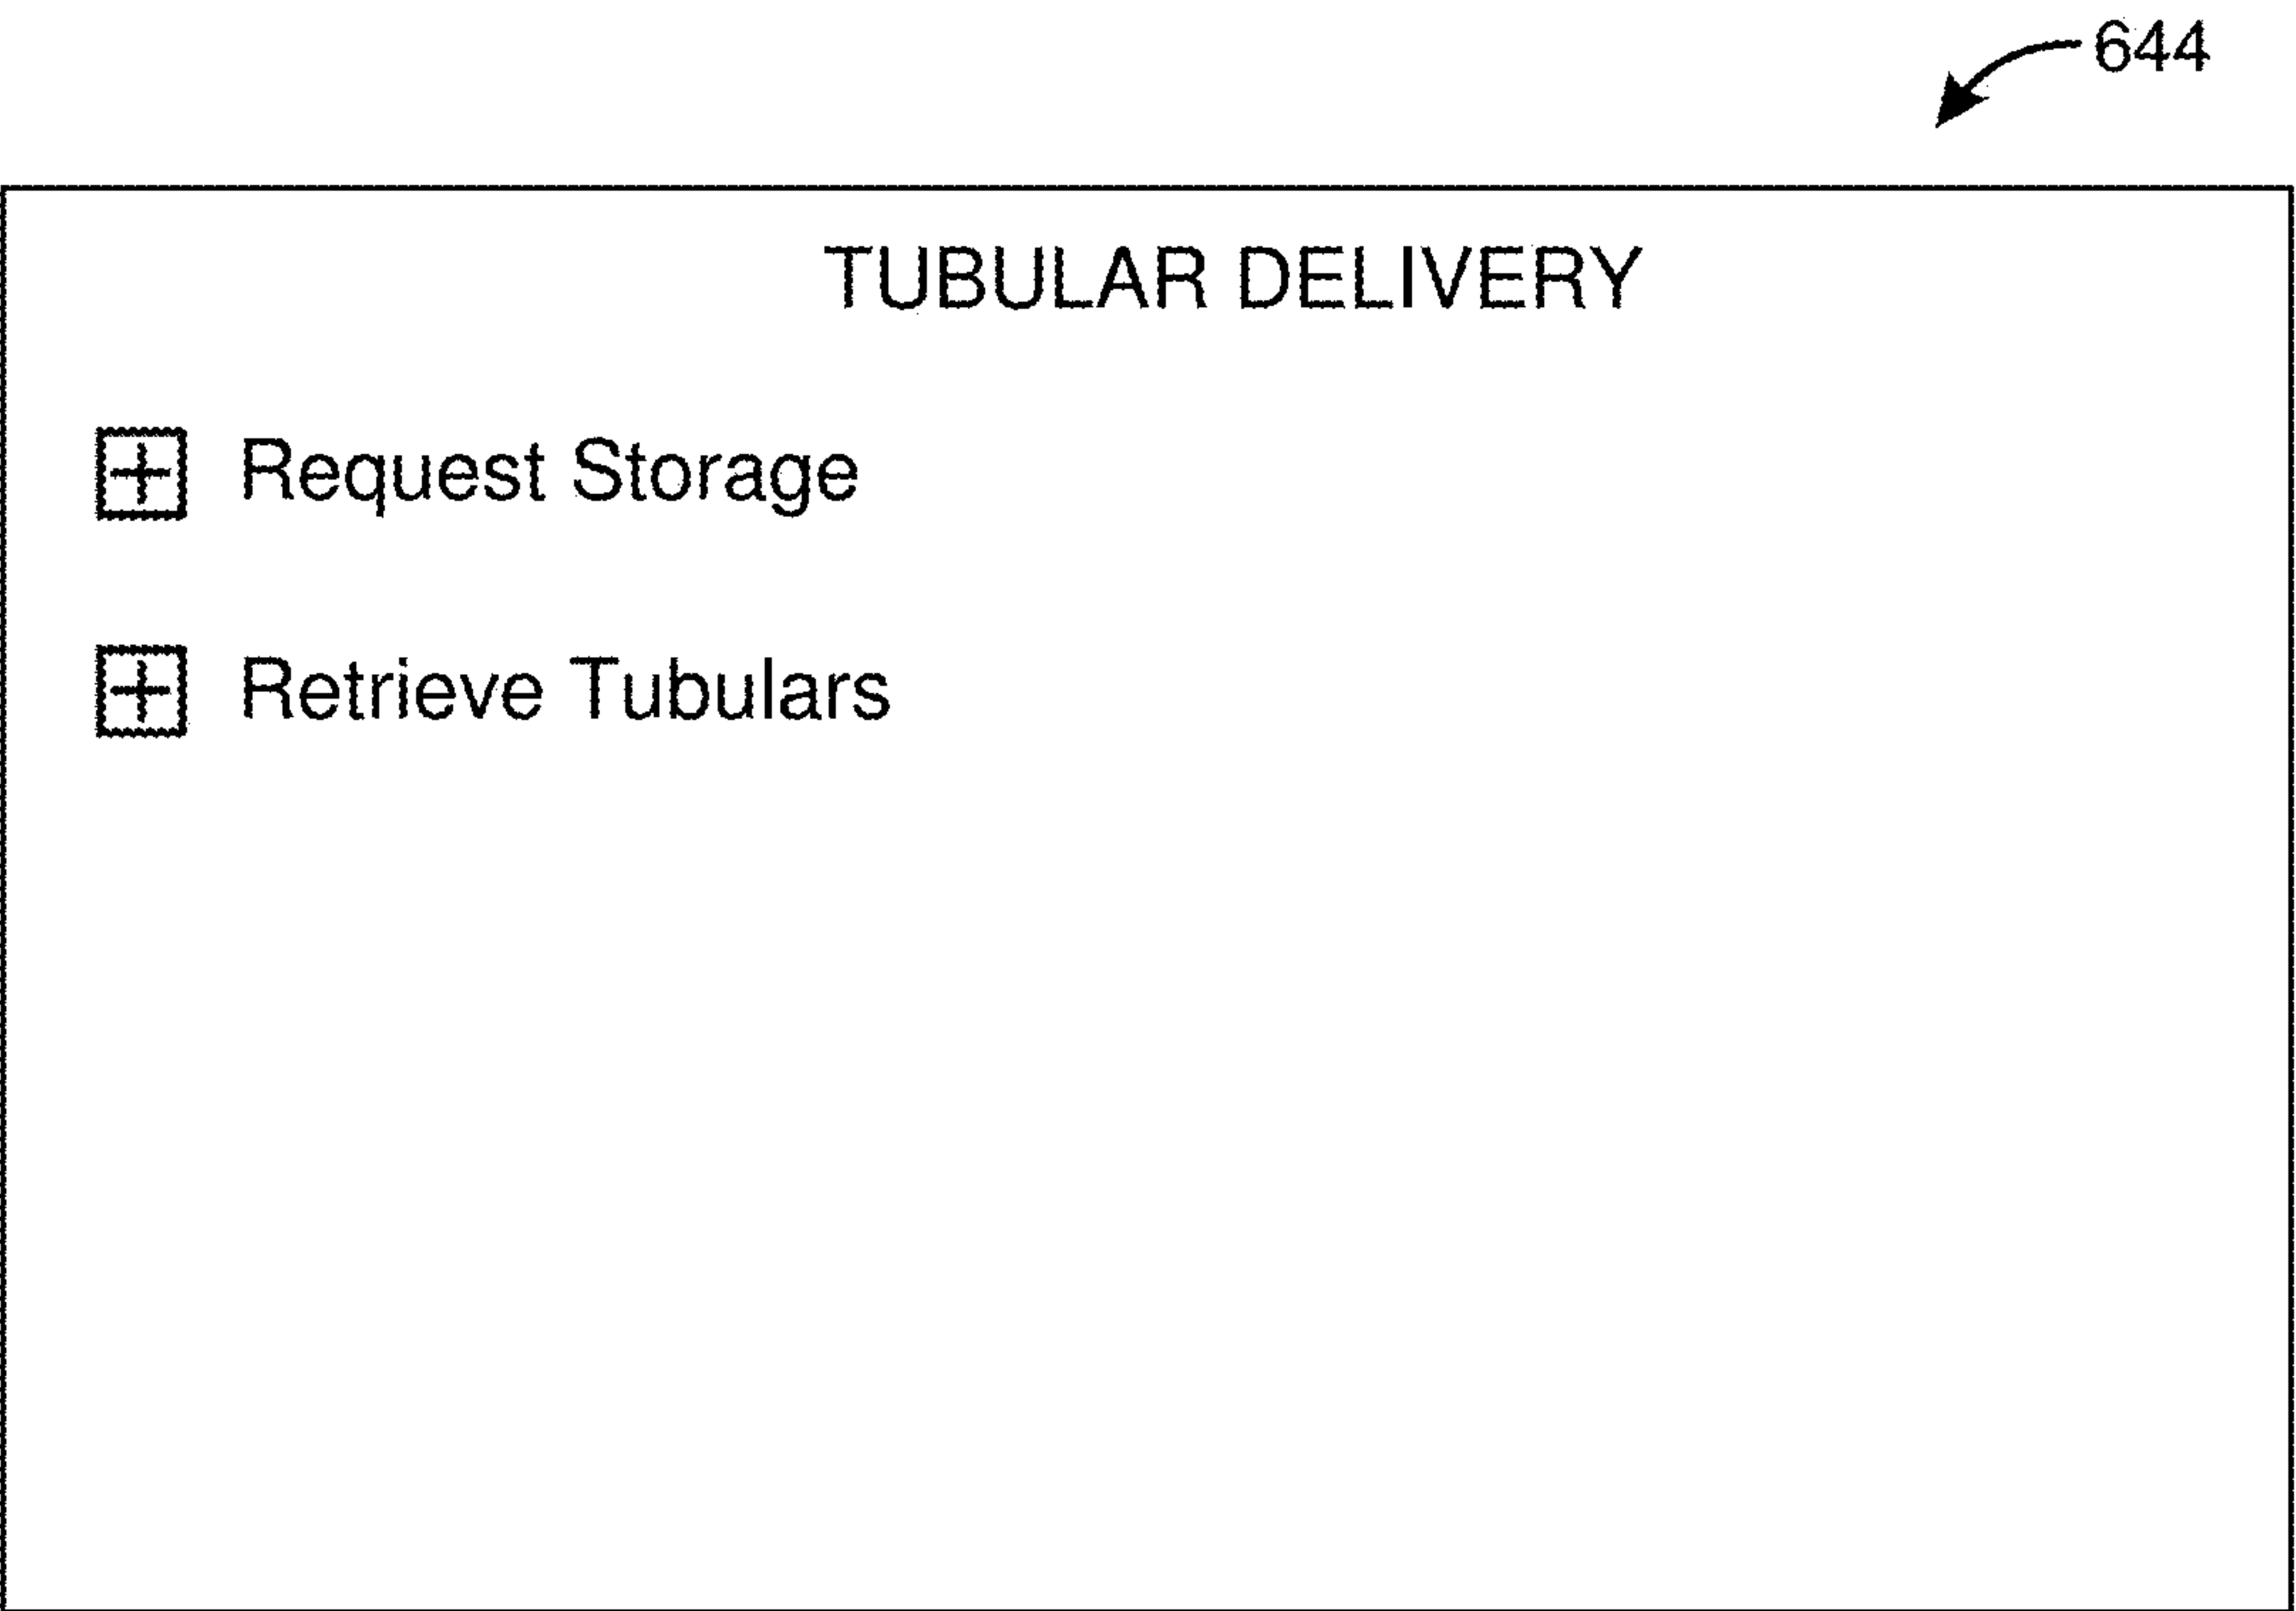 644
TUBULAR DELIVERY
Request Storage
Retrieve Tubulars